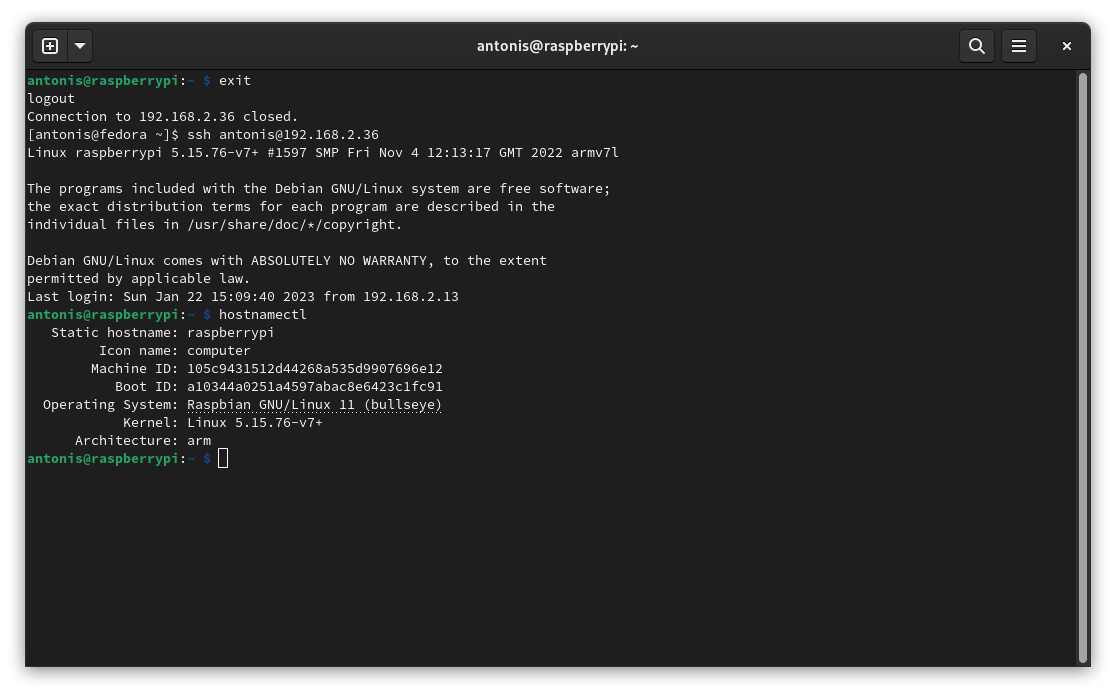 antonis@raspberrypi: ~
antonis@raspberrypi:~ $ exit
logout
Connection to 192.168.2.36 closed.
[antonis@fedora ~]$ ssh antonis@192.168.2.36
Linux raspberrypi 5.15.76-v7+ #1597 SMP Fri Nov 4 12:13:17 GMT 2022 armv7l

The programs included with the Debian GNU/Linux system are free software;
the exact distribution terms for each program are described in the
individual files in /usr/share/doc/*/copyright.

Debian GNU/Linux comes with ABSOLUTELY NO WARRANTY, to the extent
permitted by applicable law.
Last login: Sun Jan 22 15:09:40 2023 from 192.168.2.13
antonis@raspberrypi:~ $ hostnamectl
   Static hostname: raspberrypi
         Icon name: computer
        Machine ID: 105c9431512d44268a535d9907696e12
           Boot ID: a10344a0251a4597abac8e6423c1fc91
  Operating System: Raspbian GNU/Linux 11 (bullseye)
            Kernel: Linux 5.15.76-v7+
      Architecture: arm
antonis@raspberrypi:~ $